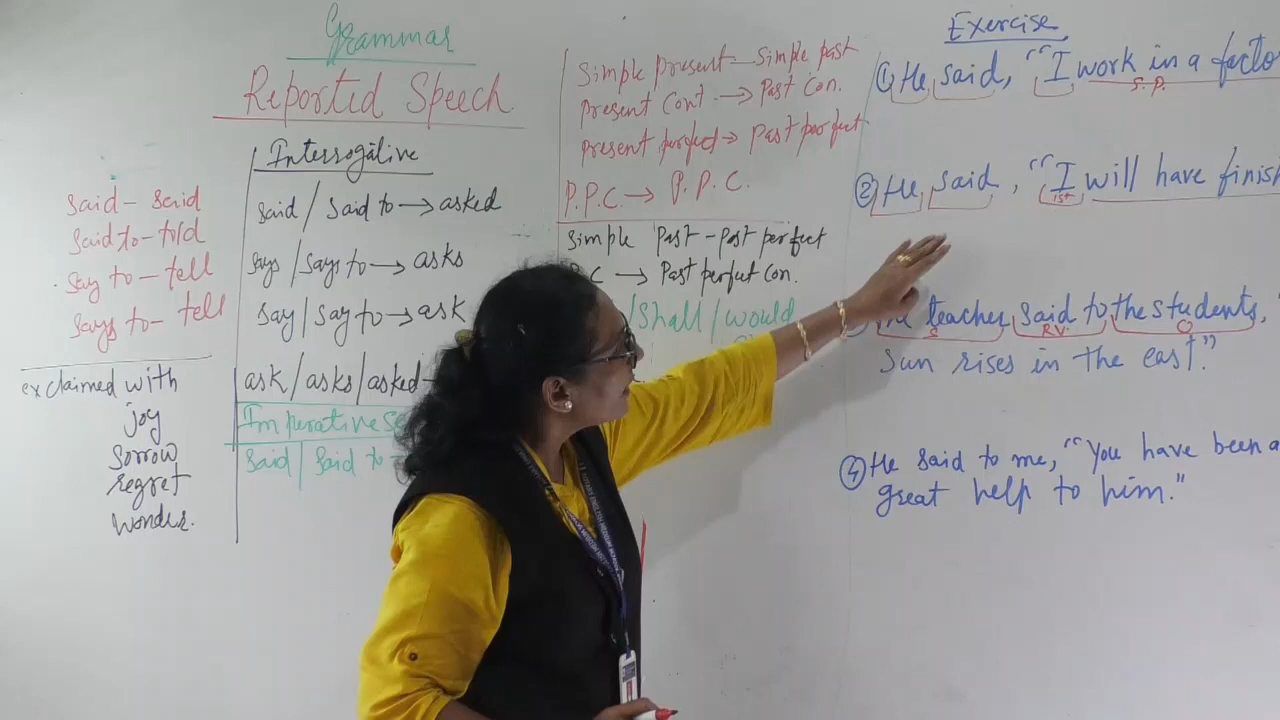 Grammar
Reported Speech
said - said
said to - told
say to - tell
says to - tell
exclaimed with
joy
sorrow
regret
wonder.
Interrogative
said / said to → asked
says / says to → asks
say / say to → ask
ask / asks / asked
Imperative se
said / said to
Simple present - simple past
present cont. → Past con.
present perfect → Past perfect
P.P.C. → P.P.C.
Simple Past - past perfect
C → Past perfect con.
/ shall / would
Exercise
① He said, "I work in a facto
S.P.
② He said, "I will have finish
1st
teacher said to the students,
S R.V. O
sun rises in the east."
④ He said to me, "You have been a
great help to him."